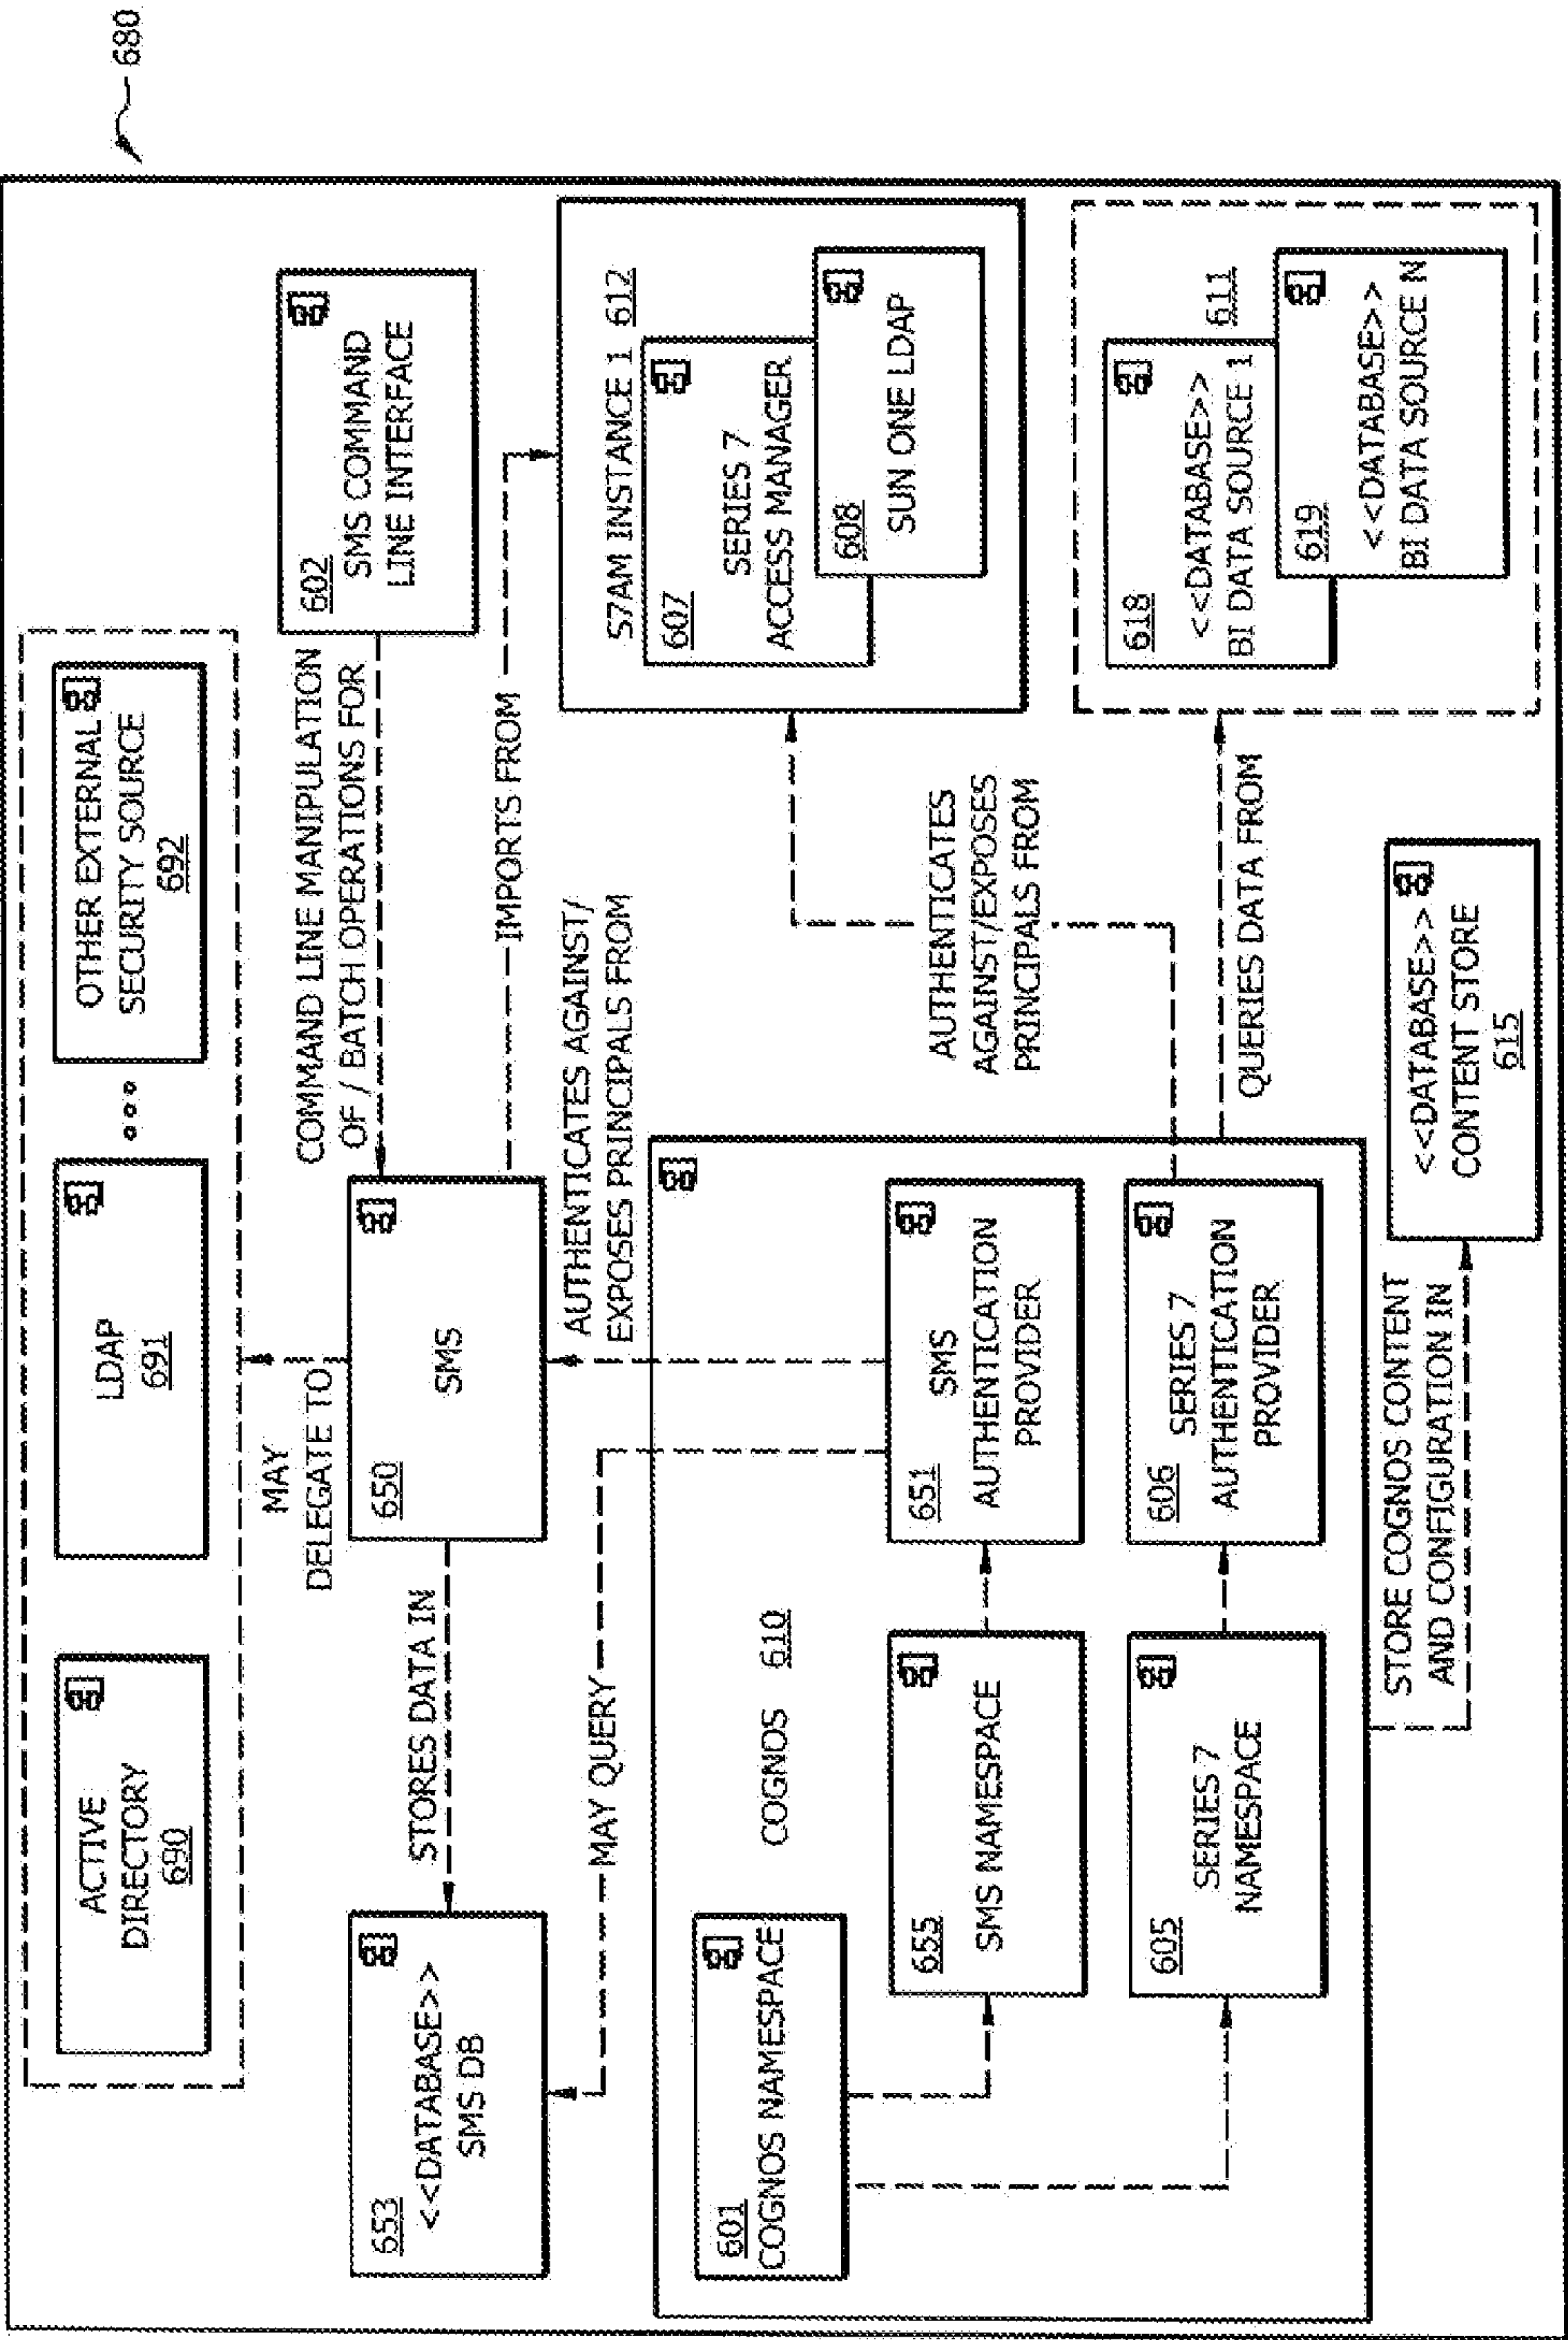 680
ACTIVE
DIRECTORY
690
LDAP
691
OTHER EXTERNAL
SECURITY SOURCE
692
MAY
DELEGATE TO
COMMAND LINE MANIPULATION
OF / BATCH OPERATIONS FOR
602
SMS COMMAND
LINE INTERFACE
653
<<DATABASE>>
SMS DB
STORES DATA IN
650
SMS
IMPORTS FROM
MAY QUERY
AUTHENTICATES AGAINST/
EXPOSES PRINCIPALS FROM
S7AM INSTANCE 1 612
607
SERIES 7
ACCESS MANAGER
608
SUN ONE LDAP
COGNOS 610
601
COGNOS NAMESPACE
655
SMS NAMESPACE
651
SMS
AUTHENTICATION
PROVIDER
605
SERIES 7
NAMESPACE
606
SERIES 7
AUTHENTICATION
PROVIDER
AUTHENTICATES
AGAINST/EXPOSES
PRINCIPALS FROM
QUERIES DATA FROM
611
618
<<DATABASE>>
BI DATA SOURCE 1
619
<<DATABASE>>
BI DATA SOURCE N
STORE COGNOS CONTENT
AND CONFIGURATION IN
<<DATABASE>>
CONTENT STORE
615